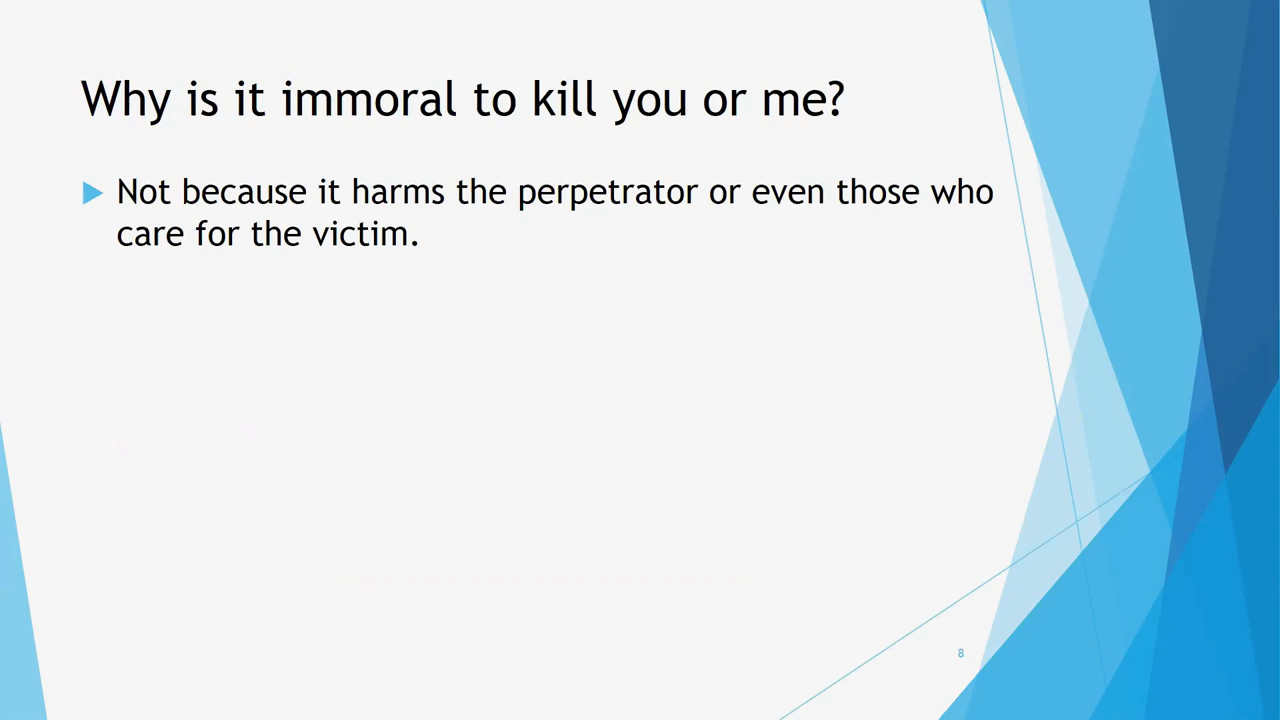 Why is it immoral to kill you or me?
Not because it harms the perpetrator or even those who
care for the victim.
8